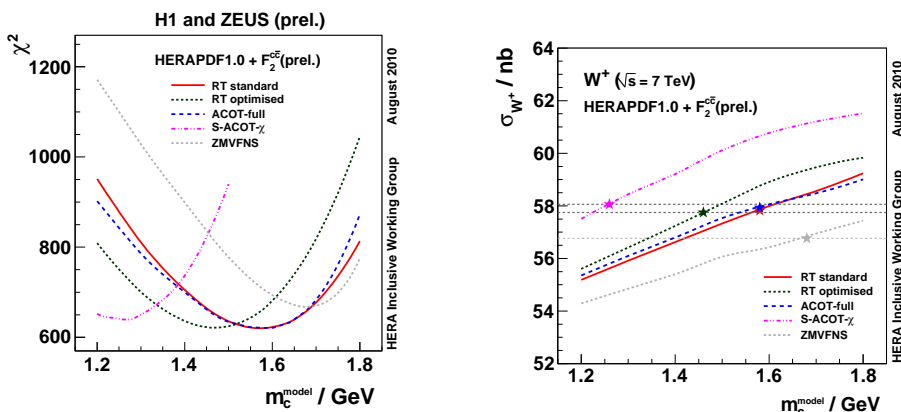 H1 and ZEUS (prel.)
χ²
HERAPDF1.0 + F₂^cc̄(prel.)
RT standard
RT optimised
ACOT-full
S-ACOT-χ
ZMVFNS
1200
1000
800
600
1.2 1.4 1.6 1.8
m_c^model / GeV
HERA Inclusive Working Group August 2010
σ_W⁺ / nb
W⁺ (√s = 7 TeV)
HERAPDF1.0 + F₂^cc̄(prel.)
64
62
60
58
56
54
52
RT standard
RT optimised
ACOT-full
S-ACOT-χ
ZMVFNS
1.2 1.4 1.6 1.8
m_c^model / GeV
HERA Inclusive Working Group August 2010